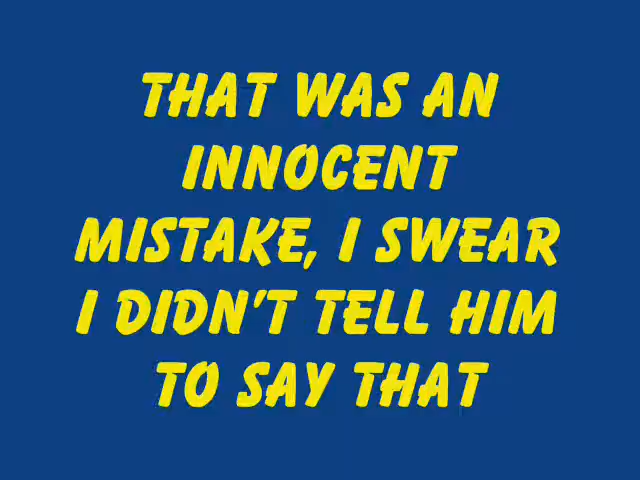 THAT WAS AN
INNOCENT
MISTAKE, I SWEAR
I DIDN'T TELL HIM
TO SAY THAT